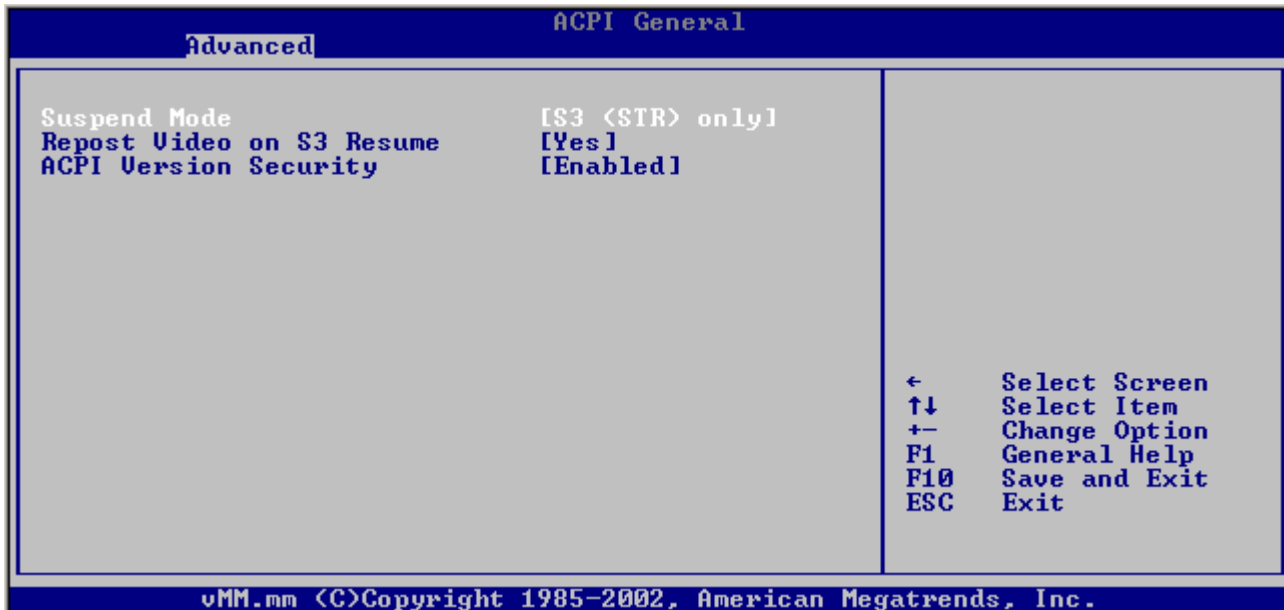 ACPI General
Advanced
Suspend Mode [S3 (STR) only]
Repost Video on S3 Resume [Yes]
ACPI Version Security [Enabled]
← Select Screen
↑↓ Select Item
+- Change Option
F1 General Help
F10 Save and Exit
ESC Exit
vMM.mm (C)Copyright 1985-2002, American Megatrends, Inc.